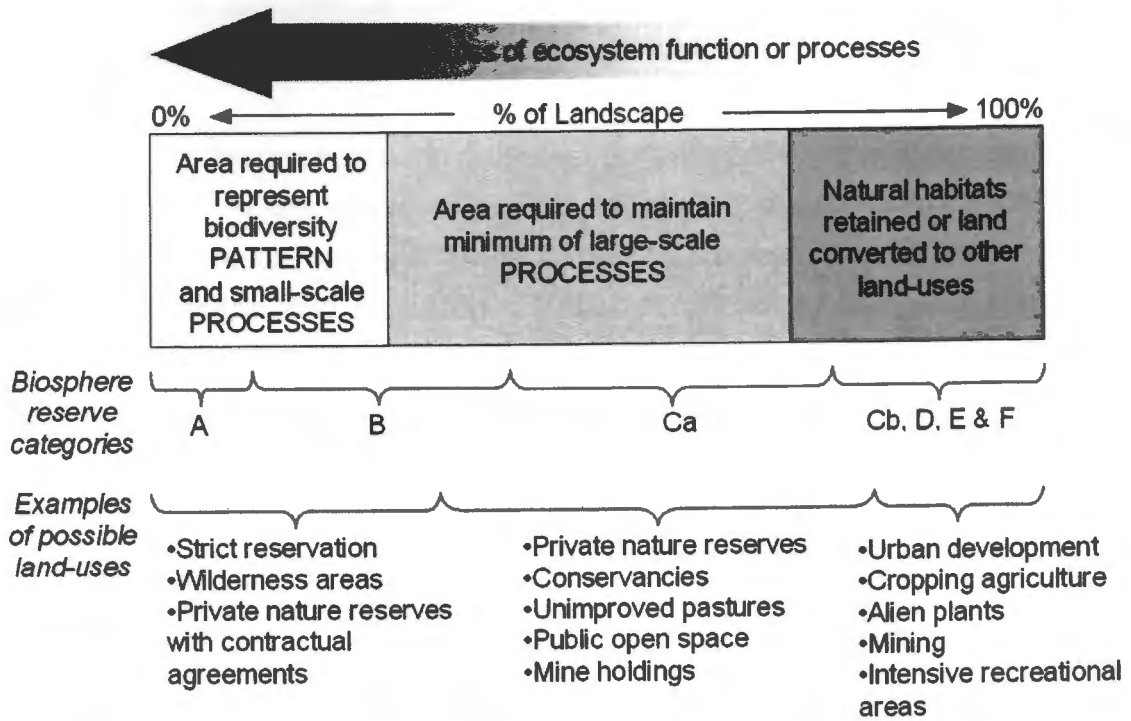 of ecosystem function or processes
0% % of Landscape 100%
Area required to
represent
biodiversity
PATTERN
and small-scale
PROCESSES
Area required to maintain
minimum of large-scale
PROCESSES
Natural habitats
retained or land
converted to other
land-uses
Biosphere
reserve
categories
A
B
Ca
Cb, D, E & F
Examples
of possible
land-uses
•Strict reservation
•Wilderness areas
•Private nature reserves
with contractual
agreements
•Private nature reserves
•Conservancies
•Unimproved pastures
•Public open space
•Mine holdings
•Urban development
•Cropping agriculture
•Alien plants
•Mining
•Intensive recreational
areas